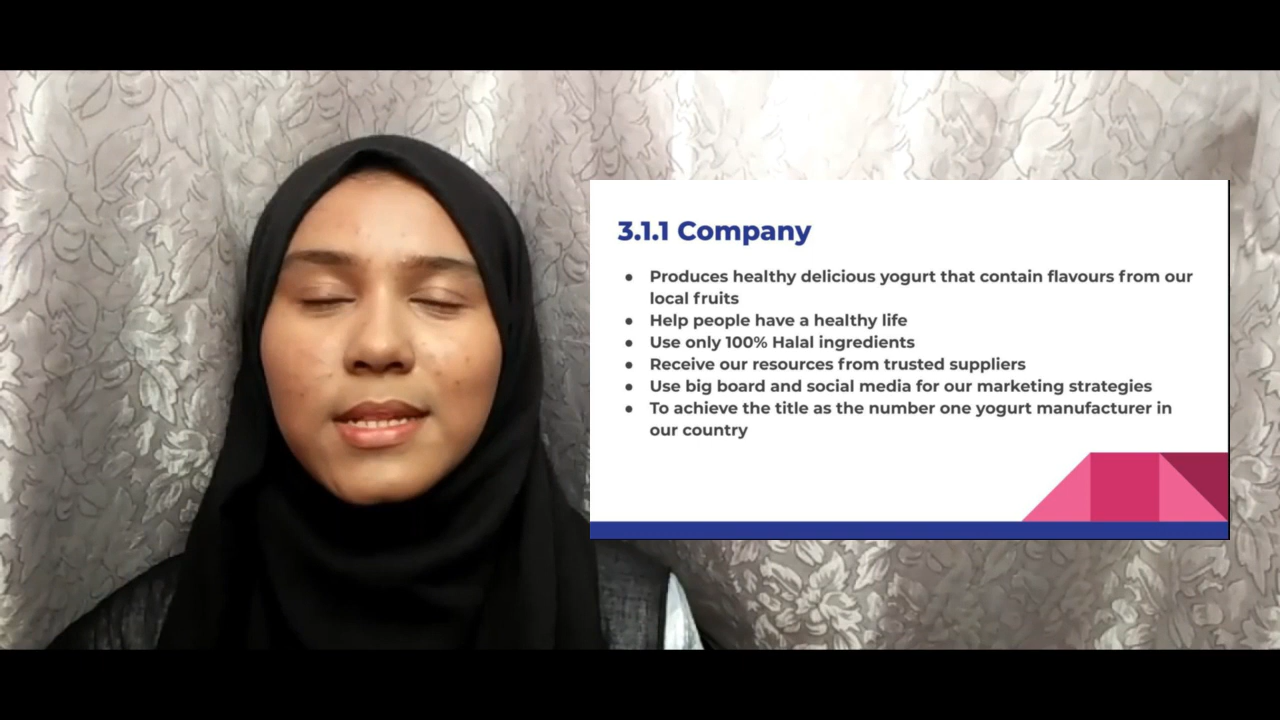 3.1.1 Company
● Produces healthy delicious yogurt that contain flavours from our
local fruits
● Help people have a healthy life
● Use only 100% Halal ingredients
● Receive our resources from trusted suppliers
● Use big board and social media for our marketing strategies
● To achieve the title as the number one yogurt manufacturer in
our country